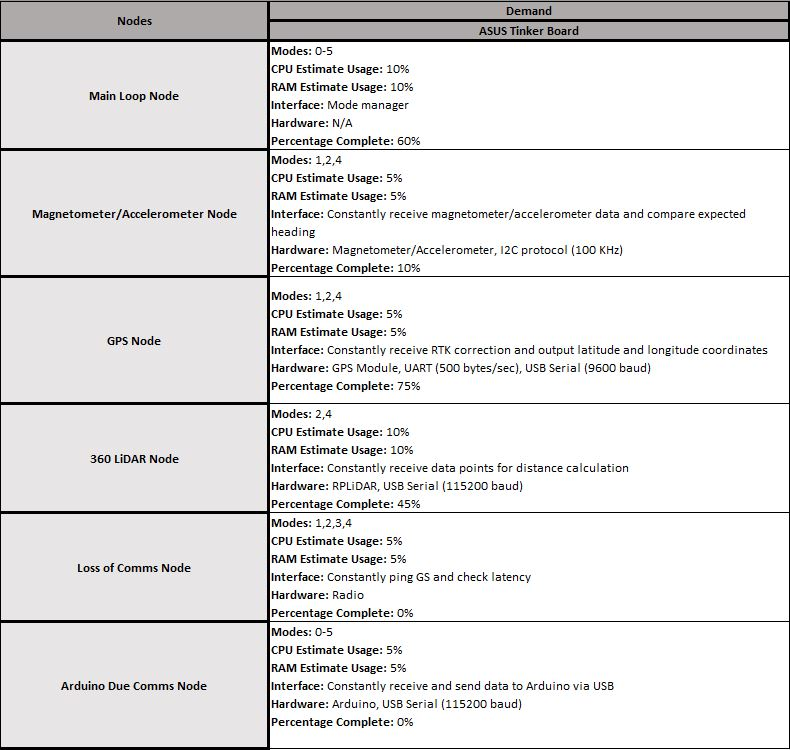 Nodes
Demand
ASUS Tinker Board
Main Loop Node
Modes: 0-5
CPU Estimate Usage: 10%
RAM Estimate Usage: 10%
Interface: Mode manager
Hardware: N/A
Percentage Complete: 60%
Magnetometer/Accelerometer Node
Modes: 1,2,4
CPU Estimate Usage: 5%
RAM Estimate Usage: 5%
Interface: Constantly receive magnetometer/accelerometer data and compare expected
heading
Hardware: Magnetometer/Accelerometer, I2C protocol (100 KHz)
Percentage Complete: 10%
GPS Node
Modes: 1,2,4
CPU Estimate Usage: 5%
RAM Estimate Usage: 5%
Interface: Constantly receive RTK correction and output latitude and longitude coordinates
Hardware: GPS Module, UART (500 bytes/sec), USB Serial (9600 baud)
Percentage Complete: 75%
360 LiDAR Node
Modes: 2,4
CPU Estimate Usage: 10%
RAM Estimate Usage: 10%
Interface: Constantly receive data points for distance calculation
Hardware: RPLiDAR, USB Serial (115200 baud)
Percentage Complete: 45%
Loss of Comms Node
Modes: 1,2,3,4
CPU Estimate Usage: 5%
RAM Estimate Usage: 5%
Interface: Constantly ping GS and check latency
Hardware: Radio
Percentage Complete: 0%
Arduino Due Comms Node
Modes: 0-5
CPU Estimate Usage: 5%
RAM Estimate Usage: 5%
Interface: Constantly receive and send data to Arduino via USB
Hardware: Arduino, USB Serial (115200 baud)
Percentage Complete: 0%